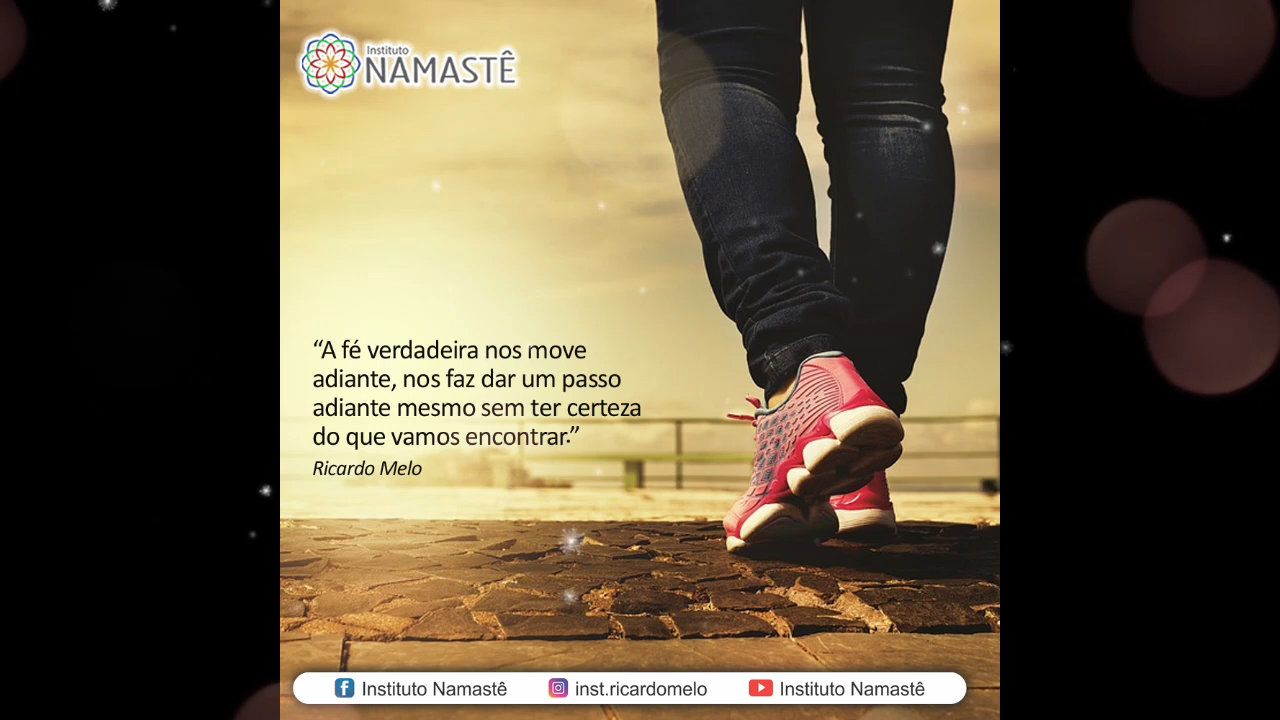 Instituto
NAMASTÊ
“A fé verdadeira nos move
adiante, nos faz dar um passo
adiante mesmo sem ter certeza
do que vamos encontrar.”
Ricardo Melo
Instituto Namastê inst.ricardomelo Instituto Namastê